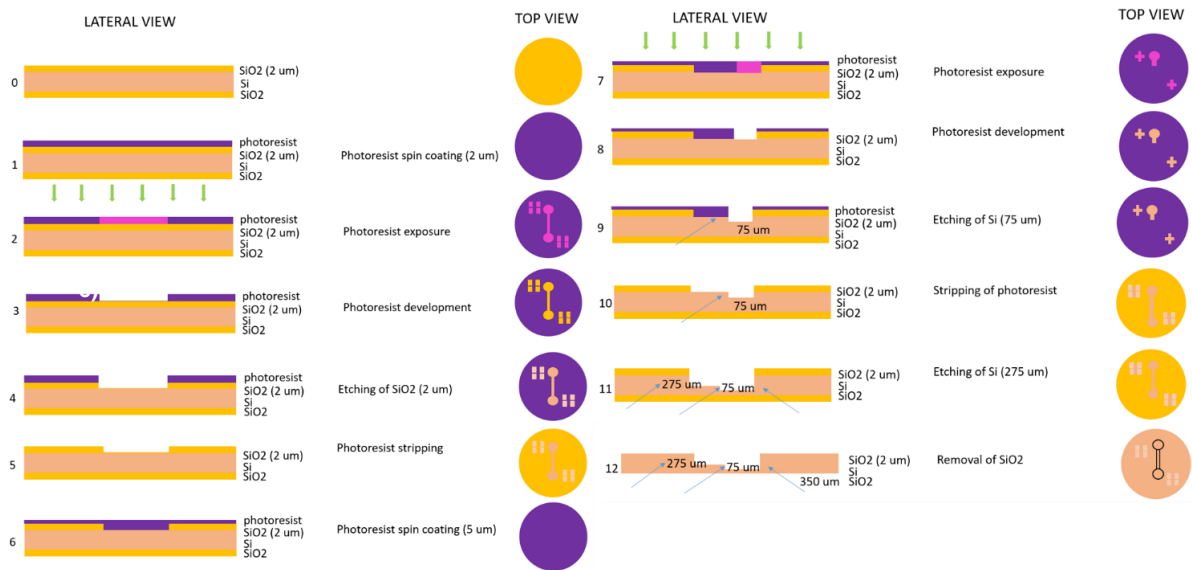 LATERAL VIEW
TOP VIEW
0
SiO2 (2 um)
Si
SiO2
1
photoresist
SiO2 (2 um)
Si
SiO2
Photoresist spin coating (2 um)
2
photoresist
SiO2 (2 um)
Si
SiO2
Photoresist exposure
3
photoresist
SiO2 (2 um)
Si
SiO2
Photoresist development
4
photoresist
SiO2 (2 um)
Si
SiO2
Etching of SiO2 (2 um)
5
SiO2 (2 um)
Si
SiO2
Photoresist stripping
6
photoresist
SiO2 (2 um)
Si
SiO2
Photoresist spin coating (5 um)
LATERAL VIEW
TOP VIEW
7
photoresist
SiO2 (2 um)
Si
SiO2
Photoresist exposure
8
SiO2 (2 um)
Si
SiO2
Photoresist development
9
75 um
photoresist
SiO2 (2 um)
Si
SiO2
Etching of Si (75 um)
10
75 um
SiO2 (2 um)
Si
SiO2
Stripping of photoresist
11
275 um
75 um
SiO2 (2 um)
Si
SiO2
Etching of Si (275 um)
12
275 um
75 um
SiO2 (2 um)
Si
350 um SiO2
Removal of SiO2